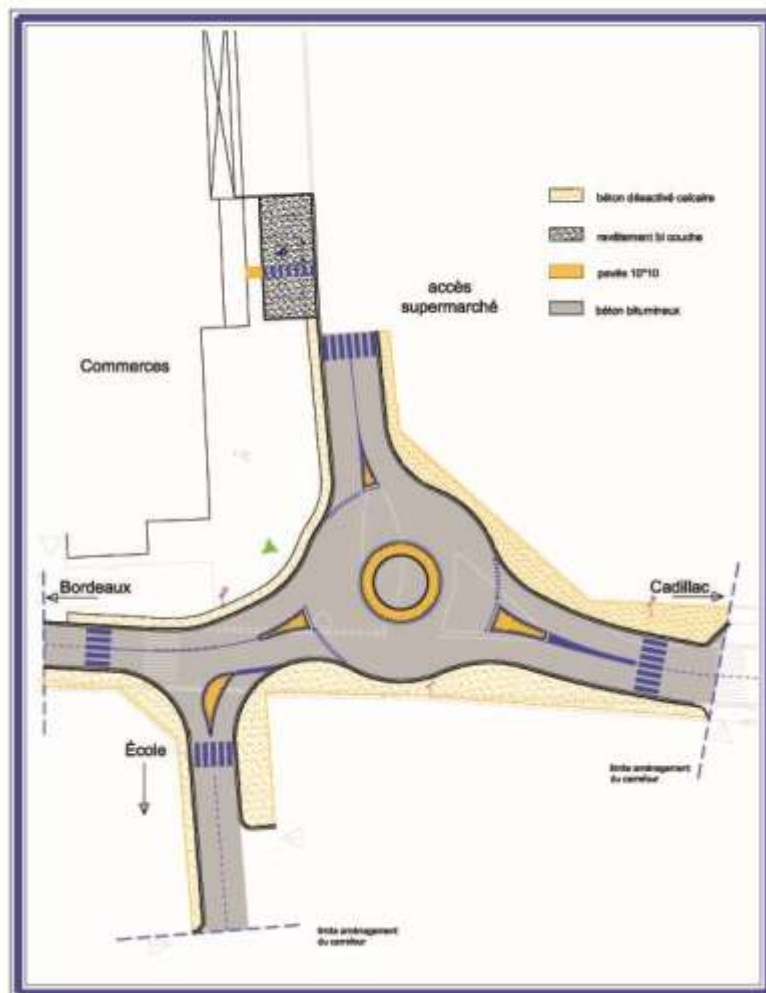 béton désactivé calcaire
revêtement bi couche
pavés 10*10
béton bitumineux
accès
supermarché
Commerces
Bordeaux
Cadillac
École
limite aménagement
du carrefour
limite aménagement
du carrefour